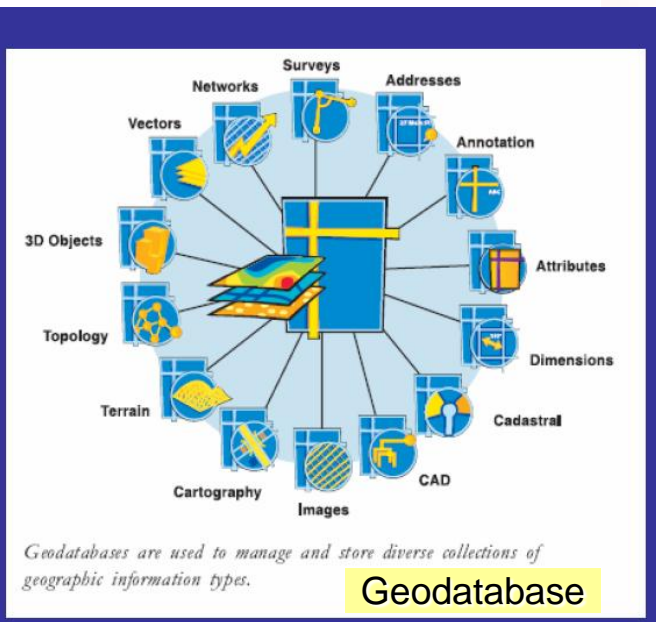 Surveys
Networks
Addresses
Vectors
Annotation
3D Objects
Attributes
Topology
Dimensions
Terrain
Cadastral
Cartography
CAD
Images
Geodatabases are used to manage and store diverse collections of
geographic information types.
Geodatabase